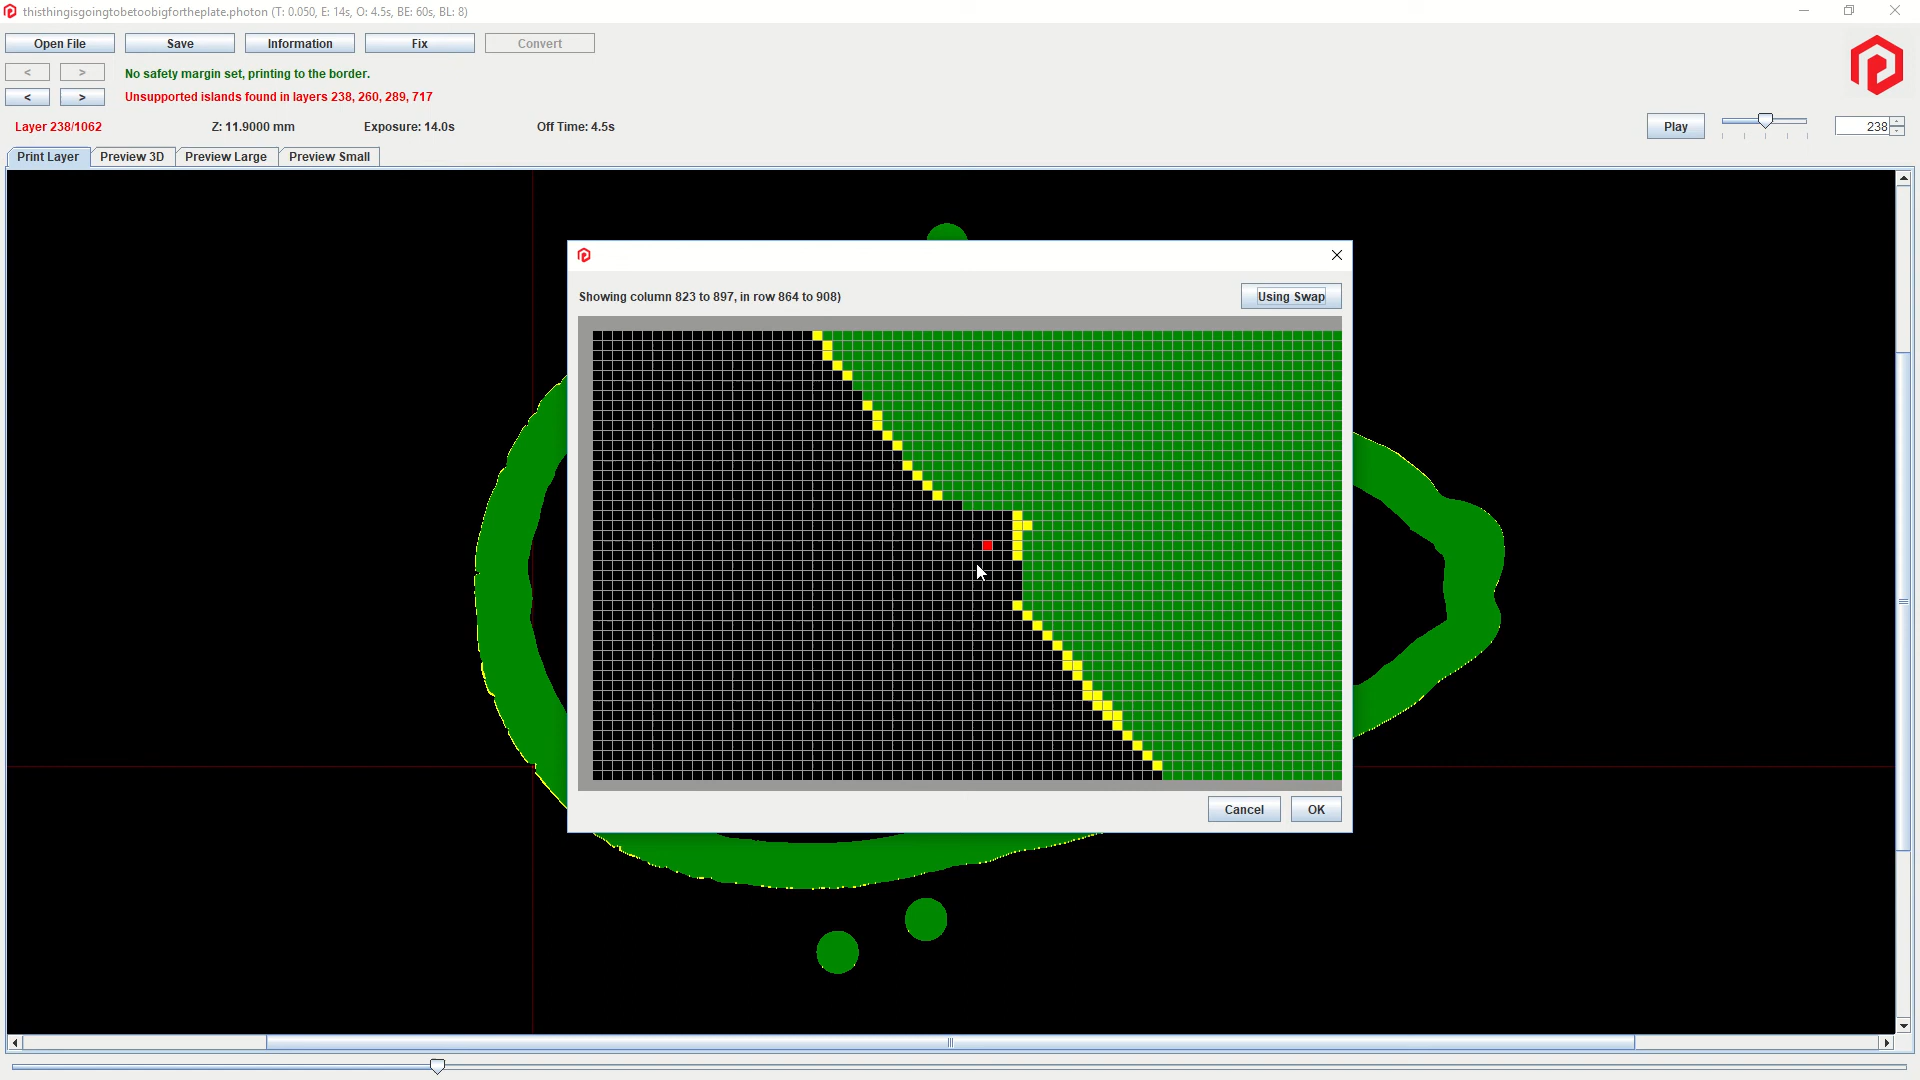 thisthingisgoingtobetoobigfortheplate.photon (T: 0.050, E: 14s, O: 4.5s, BE: 60s, BL: 8)
Open File Save Information Fix Convert
< > No safety margin set, printing to the border.
< > Unsupported islands found in layers 238, 260, 289, 717
Layer 238/1062 Z: 11.9000 mm Exposure: 14.0s Off Time: 4.5s Play 238
Print Layer Preview 3D Preview Large Preview Small
Showing column 823 to 897, in row 864 to 908) Using Swap
Cancel OK